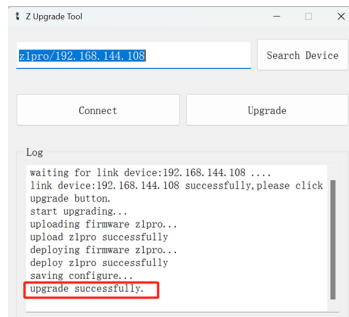 Z Upgrade Tool
z1pro/192.168.144.108
Search Device
Connect
Upgrade
Log
waiting for link device:192.168.144.108 ....
link device:192.168.144.108 successfully,please click
upgrade button.
start upgrading...
uploading firmware z1pro...
upload z1pro successfully
deploying firmware z1pro...
deploy z1pro successfully
saving configure...
upgrade successfully.